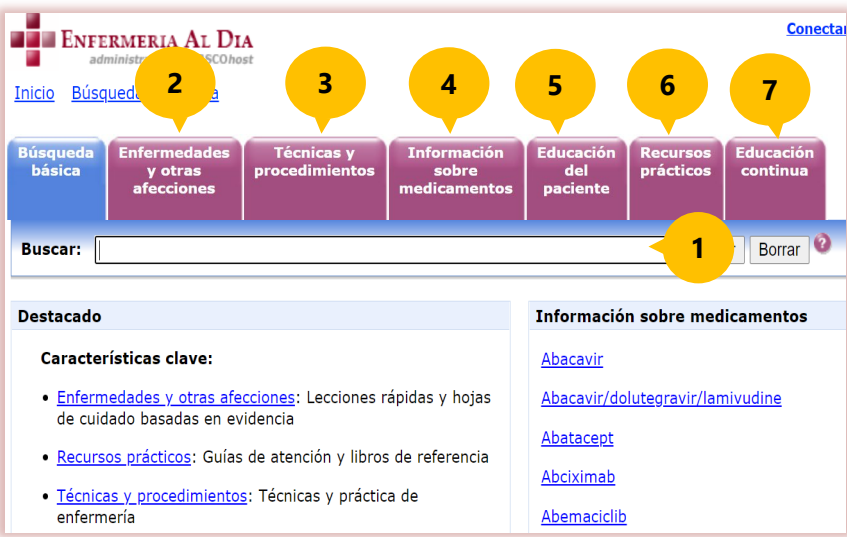 ENFERMERIA AL DIA
Conectar
Inicio Búsqueda
2
3
4
5
6
7
Búsqueda básica
Enfermedades y otras afecciones
Técnicas y procedimientos
Información sobre medicamentos
Educación del paciente
Recursos prácticos
Educación continua
Buscar:
1
Borrar
?
Destacado
Características clave:
• Enfermedades y otras afecciones: Lecciones rápidas y hojas
de cuidado basadas en evidencia
• Recursos prácticos: Guías de atención y libros de referencia
• Técnicas y procedimientos: Técnicas y práctica de
enfermería
Información sobre medicamentos
Abacavir
Abacavir/dolutegravir/lamivudine
Abatacept
Abciximab
Abemaciclib